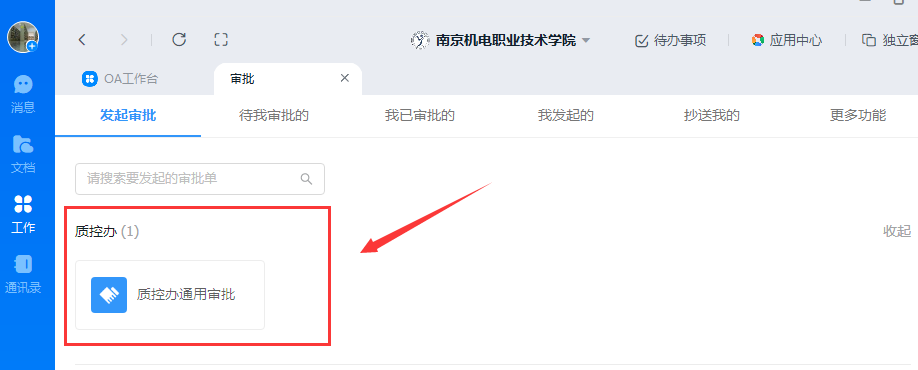 南京机电职业技术学院
待办事项
应用中心
独立窗
OA工作台
审批
消息
文档
工作
通讯录
发起审批
待我审批的
我已审批的
我发起的
抄送我的
更多功能
请搜索要发起的审批单
质控办 (1)
收起
质控办通用审批